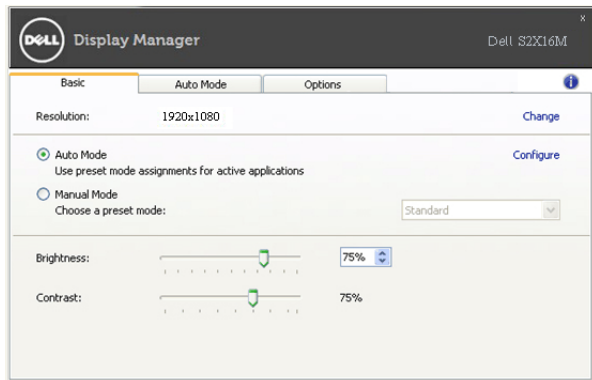 x
DELL Display Manager Dell S2X16M
Basic Auto Mode Options i
Resolution: 1920x1080 Change
Auto Mode Configure
Use preset mode assignments for active applications
Manual Mode
Choose a preset mode: Standard
Brightness: 75%
Contrast: 75%